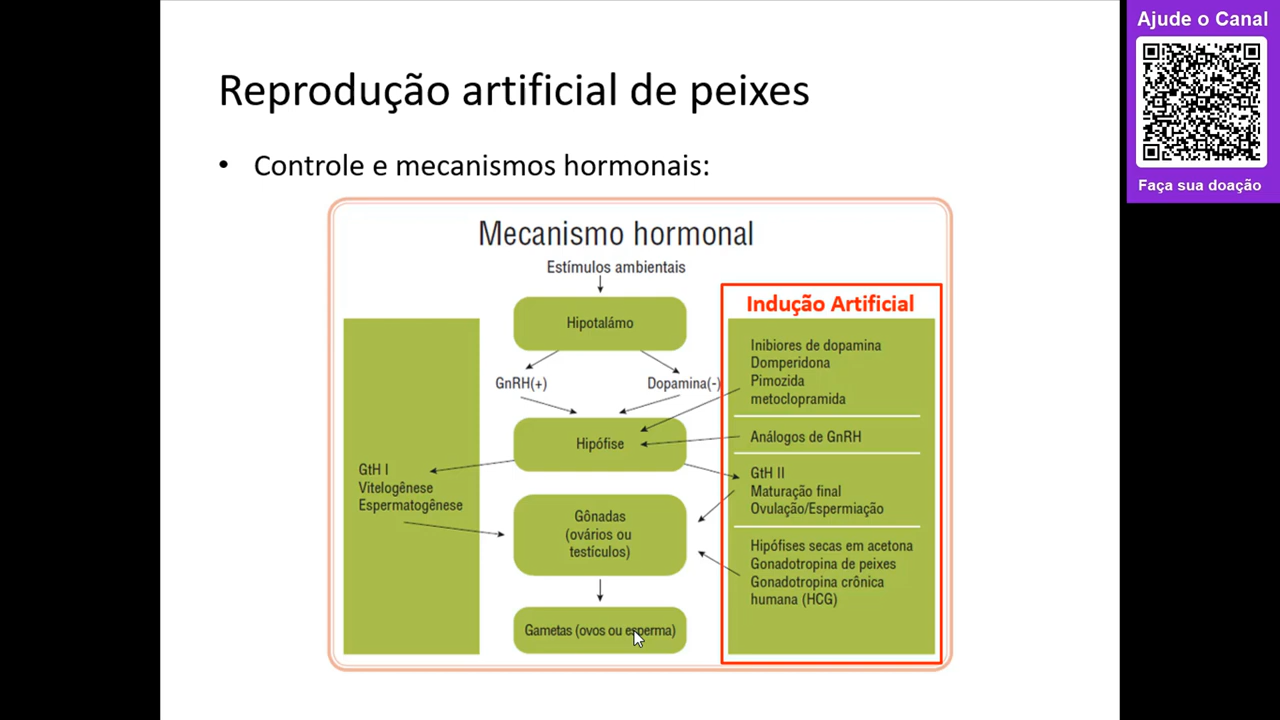 Reprodução artificial de peixes
• Controle e mecanismos hormonais:
Mecanismo hormonal
Estímulos ambientais
Hipotalámo
GnRH(+)
Dopamina(-)
Hipófise
GtH I
Vitelogênese
Espermatogênese
Gônadas
(ovários ou
testículos)
Gametas (ovos ou esperma)
Indução Artificial
Inibiores de dopamina
Domperidona
Pimozida
metoclopramida
Análogos de GnRH
GtH II
Maturação final
Ovulação/Espermiação
Hipófises secas em acetona
Gonadotropina de peixes
Gonadotropina crônica
humana (HCG)
Ajude o Canal
Faça sua doação